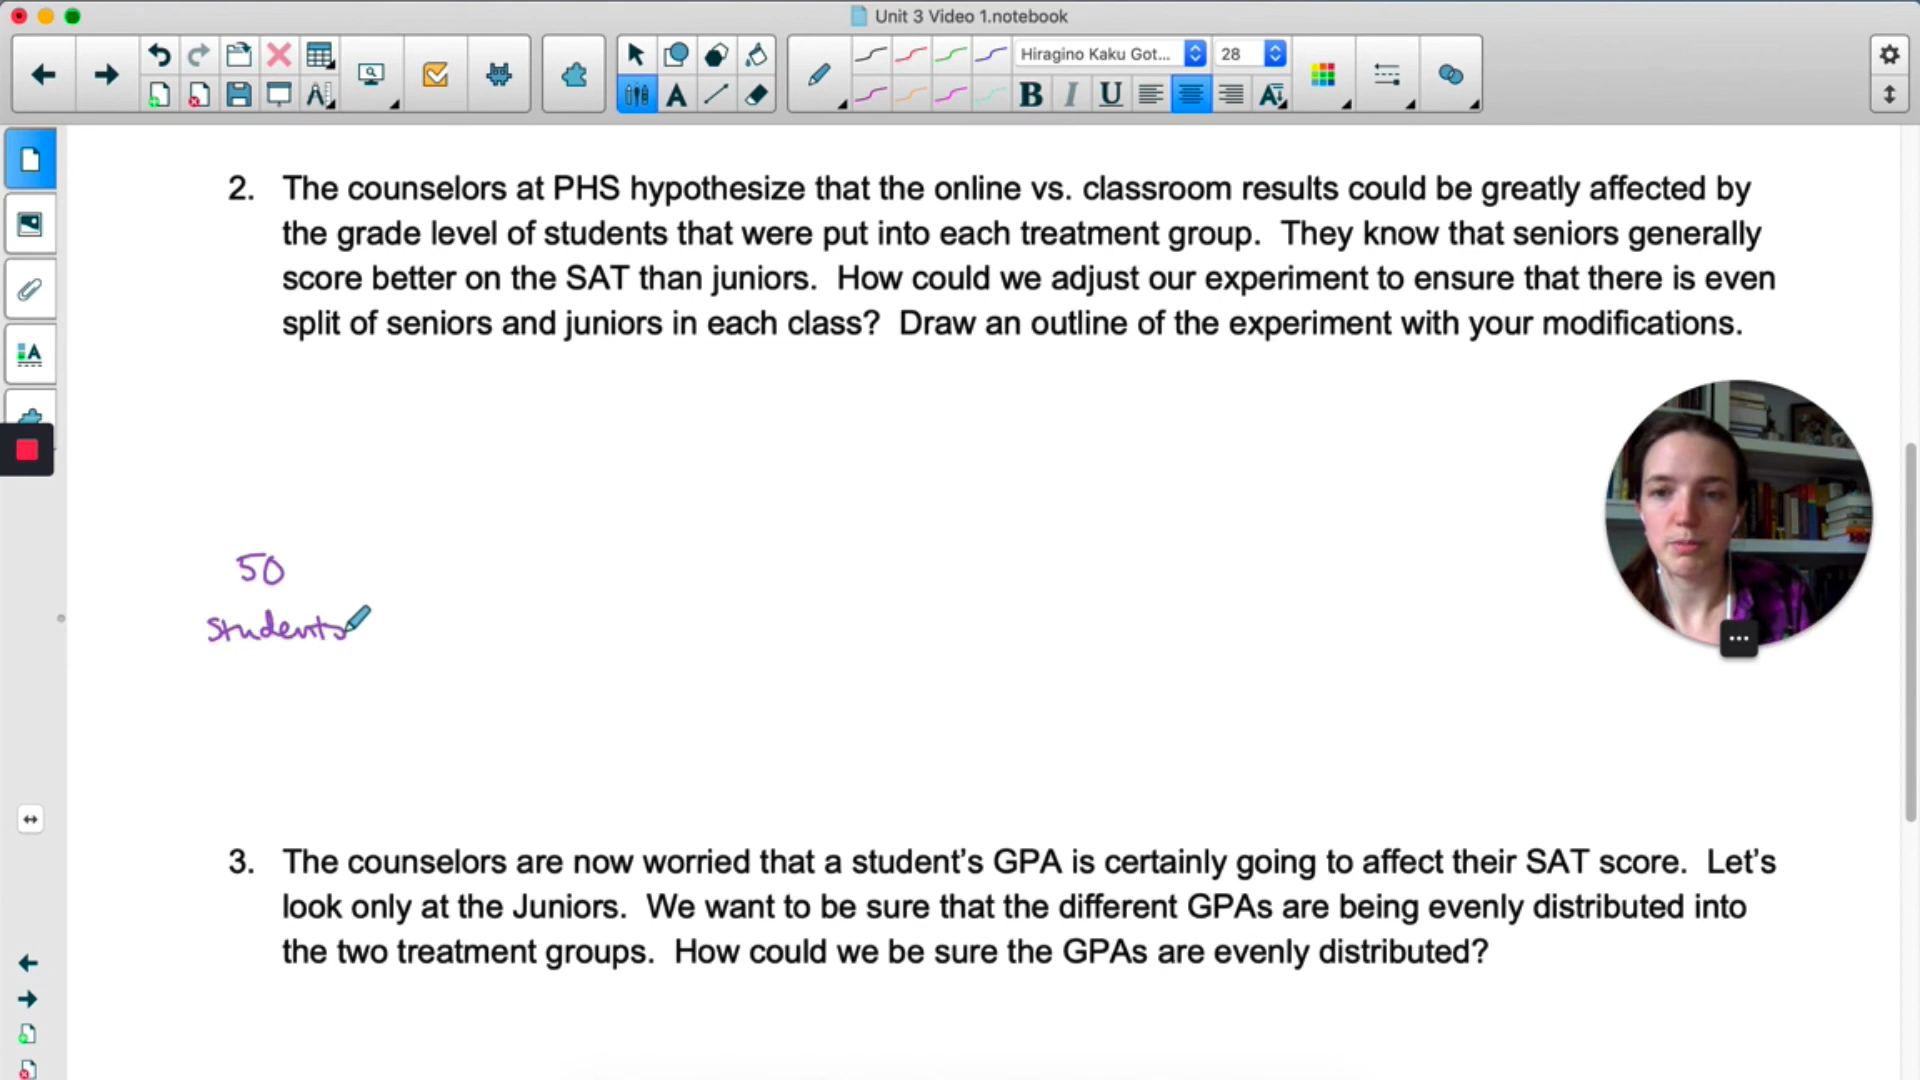 Unit 3 Video 1.notebook
Hiragino Kaku Got... 28
B I U
A
A
2. The counselors at PHS hypothesize that the online vs. classroom results could be greatly affected by
the grade level of students that were put into each treatment group. They know that seniors generally
score better on the SAT than juniors. How could we adjust our experiment to ensure that there is even
split of seniors and juniors in each class? Draw an outline of the experiment with your modifications.
50
students
3. The counselors are now worried that a student's GPA is certainly going to affect their SAT score. Let's
look only at the Juniors. We want to be sure that the different GPAs are being evenly distributed into
the two treatment groups. How could we be sure the GPAs are evenly distributed?